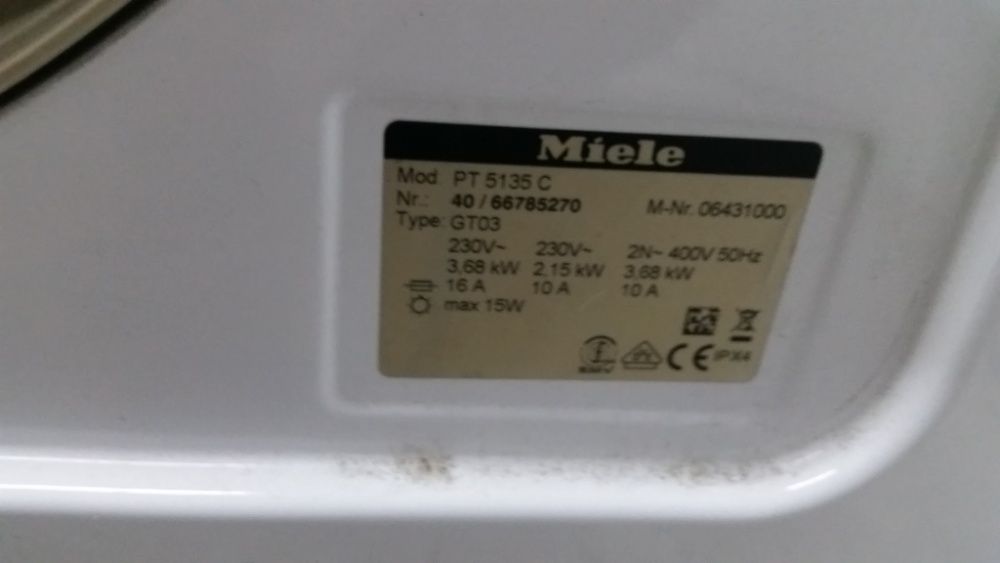 Miele
Mod. PT 5135 C
Nr.: 40 / 66785270 M-Nr. 06431000
Type: GT03
230V~ 230V~ 2N~ 400V 50Hz
3,68 kW 2,15 kW 3,68 kW
16 A 10 A 10 A
max 15W
CE IPX4